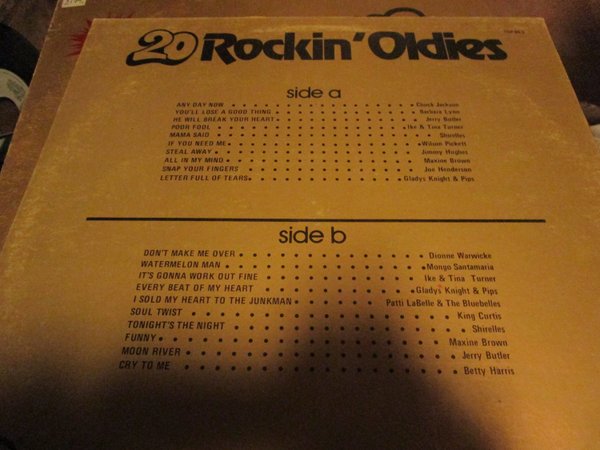 20 Rockin' Oldies
side a
ANY DAY NOW Chuck Jackson
YOU'LL LOSE A GOOD THING Barbara Lynn
HE WILL BREAK YOUR HEART Jerry Butler
POOR FOOL Ike & Tina Turner
MAMA SAID Shirelles
IF YOU NEED ME Wilson Pickett
STEAL AWAY Jimmy Hughes
ALL IN MY MIND Maxine Brown
SNAP YOUR FINGERS Joe Henderson
LETTER FULL OF TEARS Gladys Knight & Pips
side b
DON'T MAKE ME OVER Dionne Warwicke
WATERMELON MAN Mongo Santamaria
IT'S GONNA WORK OUT FINE Ike & Tina Turner
EVERY BEAT OF MY HEART Gladys Knight & Pips
I SOLD MY HEART TO THE JUNKMAN Patti LaBelle & The Bluebelles
SOUL TWIST King Curtis
TONIGHT'S THE NIGHT Shirelles
FUNNY Maxine Brown
MOON RIVER Jerry Butler
CRY TO ME Betty Harris